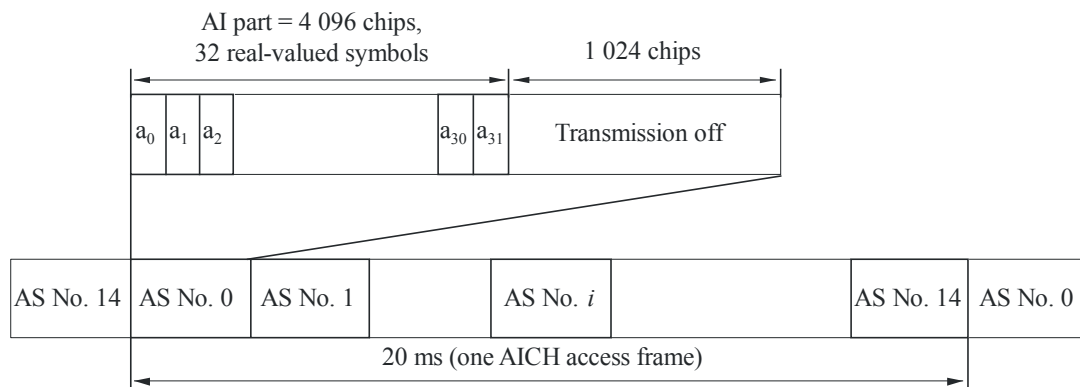 AI part = 4 096 chips,
32 real-valued symbols
1 024 chips
a0 a1 a2 a30 a31 Transmission off
AS No. 14 AS No. 0 AS No. 1 AS No. i AS No. 14 AS No. 0
20 ms (one AICH access frame)